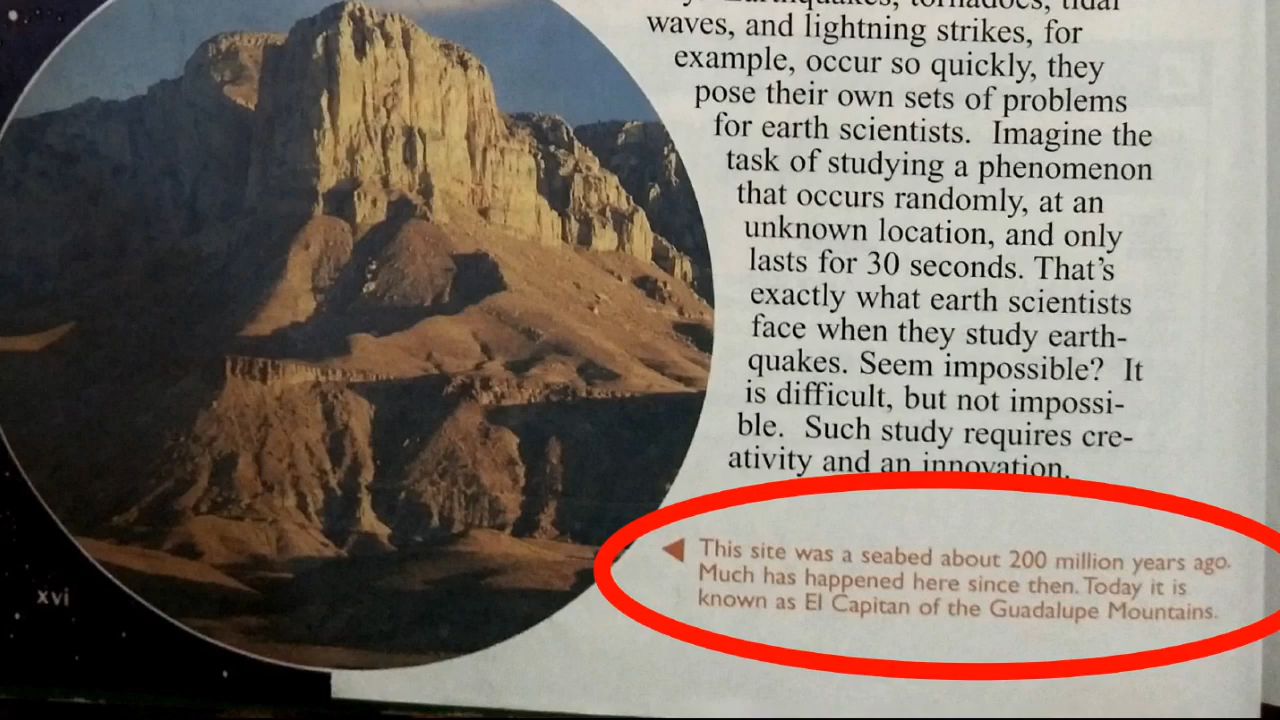 tornadoes, tidal
waves, and lightning strikes, for
example, occur so quickly, they
pose their own sets of problems
for earth scientists. Imagine the
task of studying a phenomenon
that occurs randomly, at an
unknown location, and only
lasts for 30 seconds. That's
exactly what earth scientists
face when they study earth-
quakes. Seem impossible? It
is difficult, but not impossi-
ble. Such study requires cre-
ativity and an innovation.
This site was a seabed about 200 million years ago.
Much has happened here since then. Today it is
known as El Capitan of the Guadalupe Mountains.
xvi